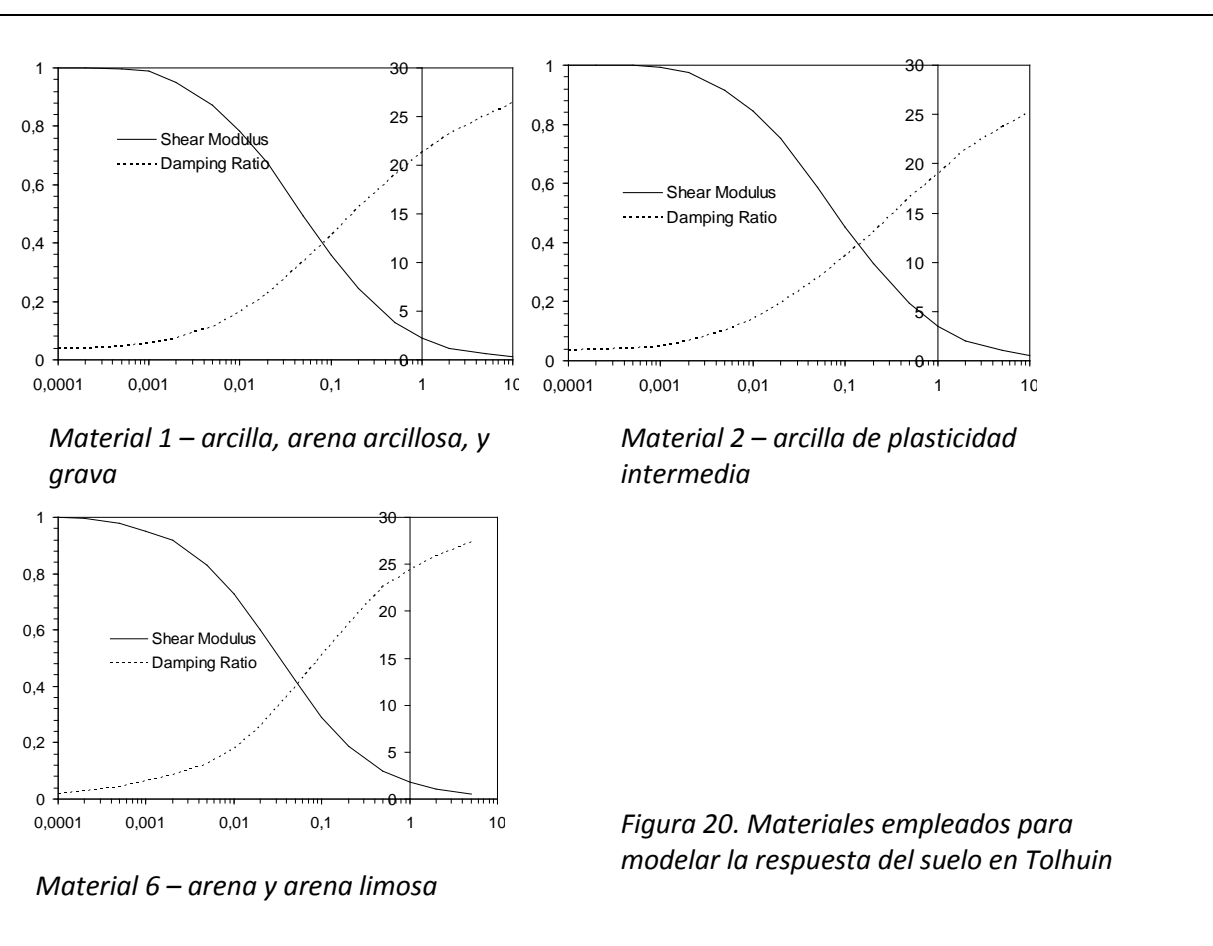 1
0,8
0,6
0,4
0,2
0
30
25
20
15
10
5
0
Shear Modulus
Damping Ratio
0,0001 0,001 0,01 0,1 1 10
1
0,8
0,6
0,4
0,2
0
30
25
20
15
10
5
0
Shear Modulus
Damping Ratio
0,0001 0,001 0,01 0,1 1 10
Material 1 – arcilla, arena arcillosa, y
grava
Material 2 – arcilla de plasticidad
intermedia
1
0,8
0,6
0,4
0,2
0
30
25
20
15
10
5
0
Shear Modulus
Damping Ratio
0,0001 0,001 0,01 0,1 1 10
Material 6 – arena y arena limosa
Figura 20. Materiales empleados para
modelar la respuesta del suelo en Tolhuin